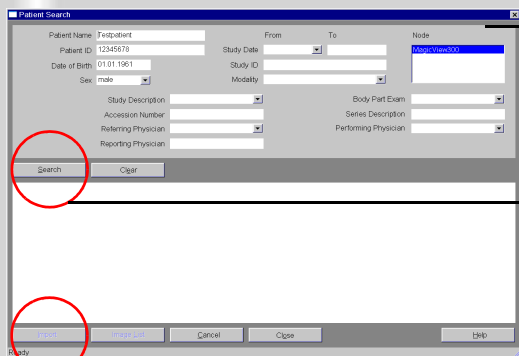 Patient Search
From To Node
Patient Name Testpatient
MagicView300
Patient ID 12345678 Study Date
Date of Birth 01.01.1961 Study ID
Sex male Modality
Study Description Body Part Exam
Accession Number Series Description
Referring Physician Performing Physician
Reporting Physician
Search Clear
Import Image List Cancel Close Help
Ready